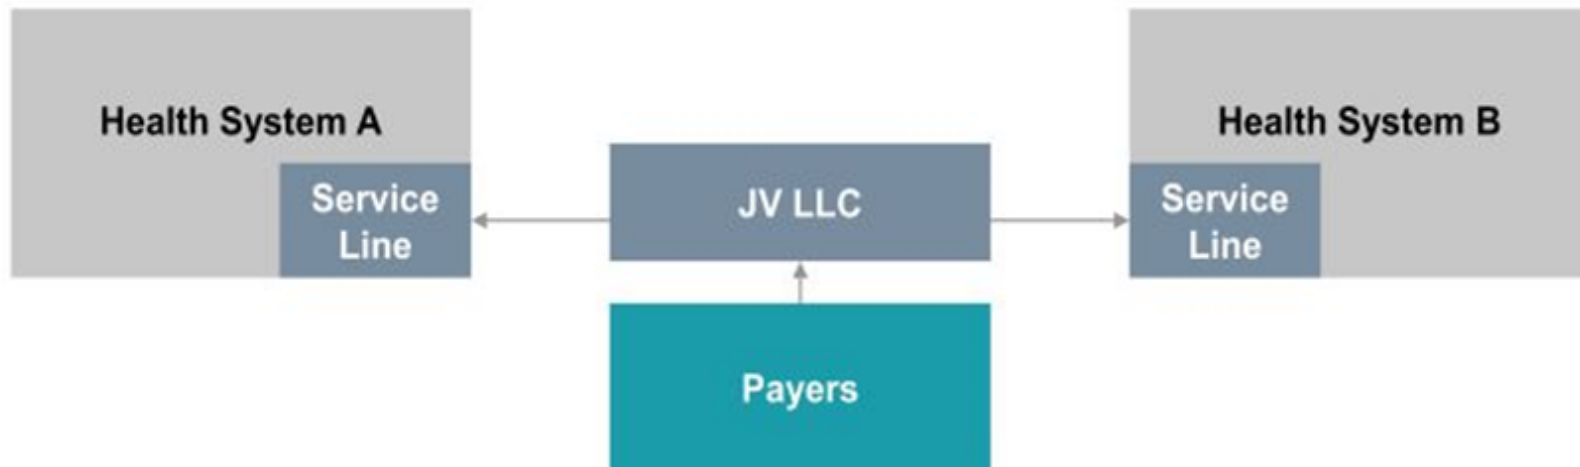 Health System A
Service
Line
JV LLC
Payers
Health System B
Service
Line